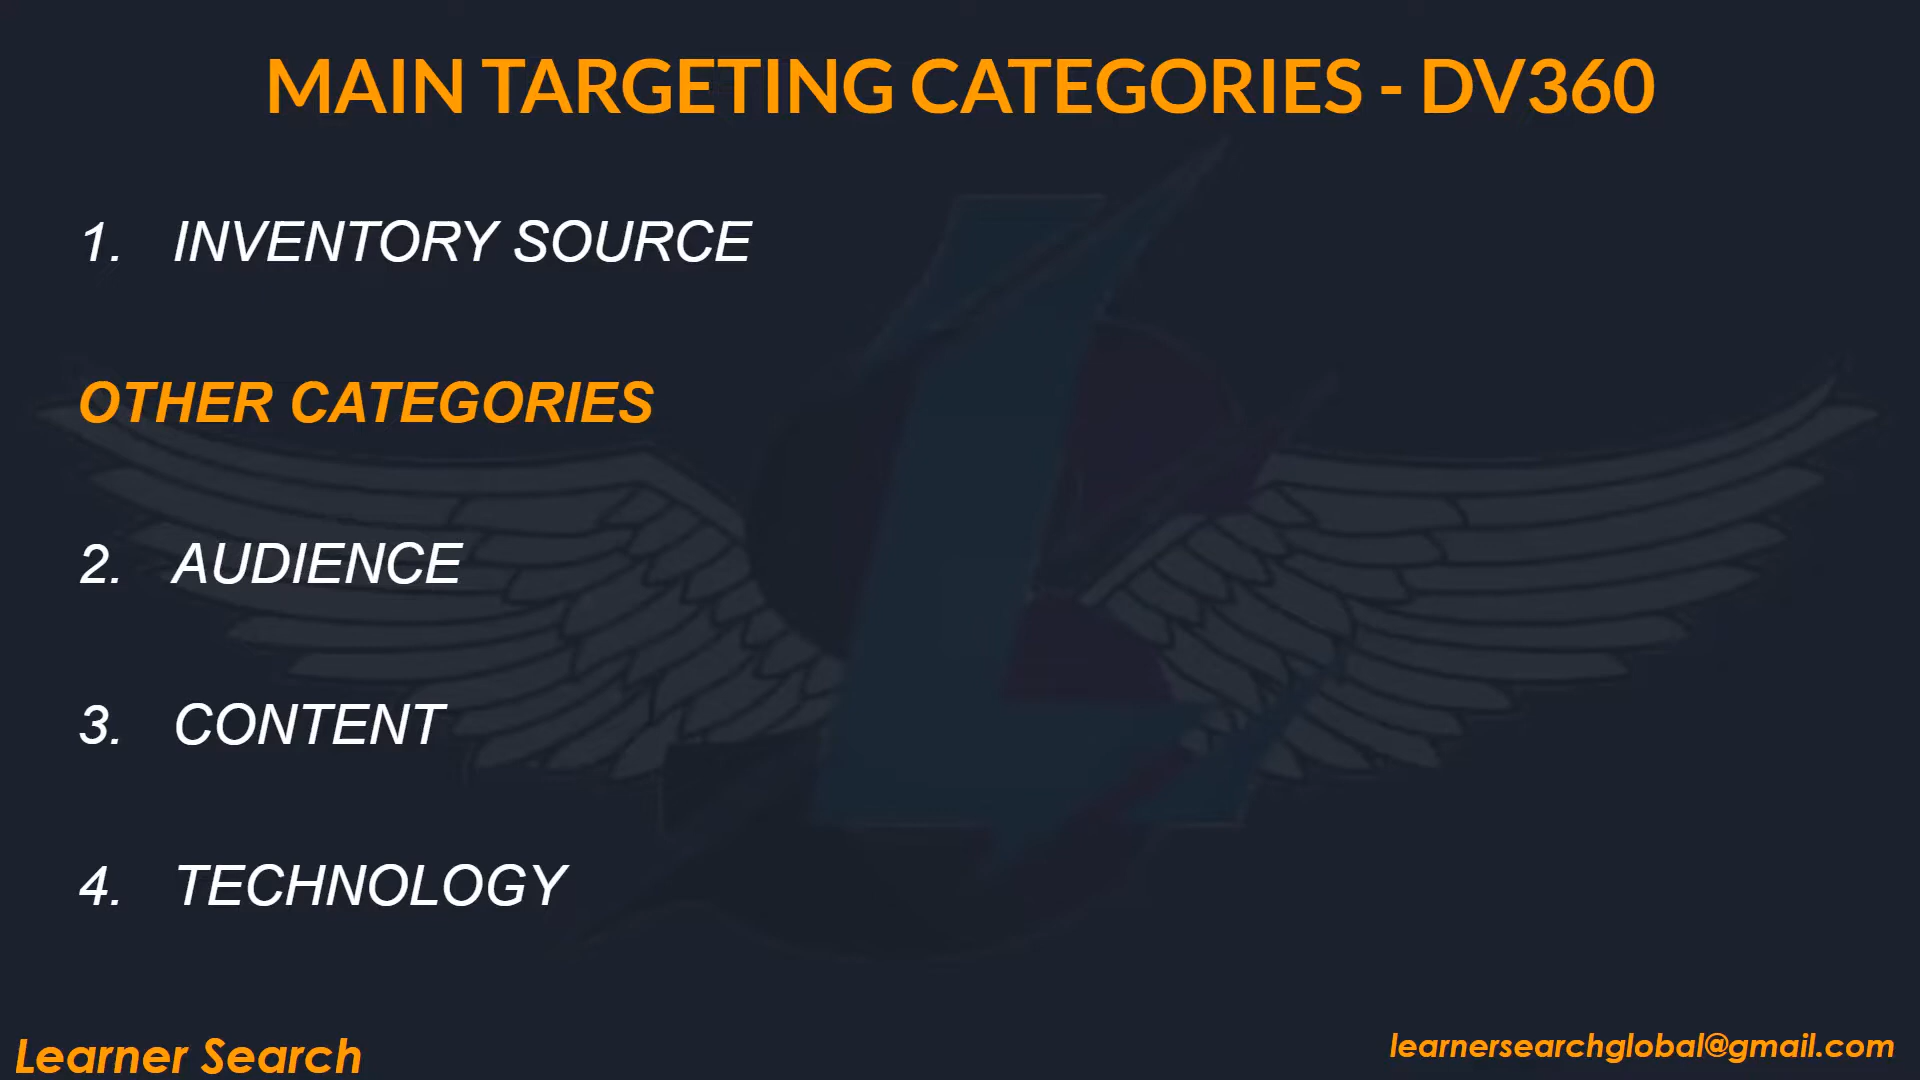 MAIN TARGETING CATEGORIES - DV360
1. INVENTORY SOURCE
OTHER CATEGORIES
2. AUDIENCE
3. CONTENT
4. TECHNOLOGY
Learner Search
learnersearchglobal@gmail.com